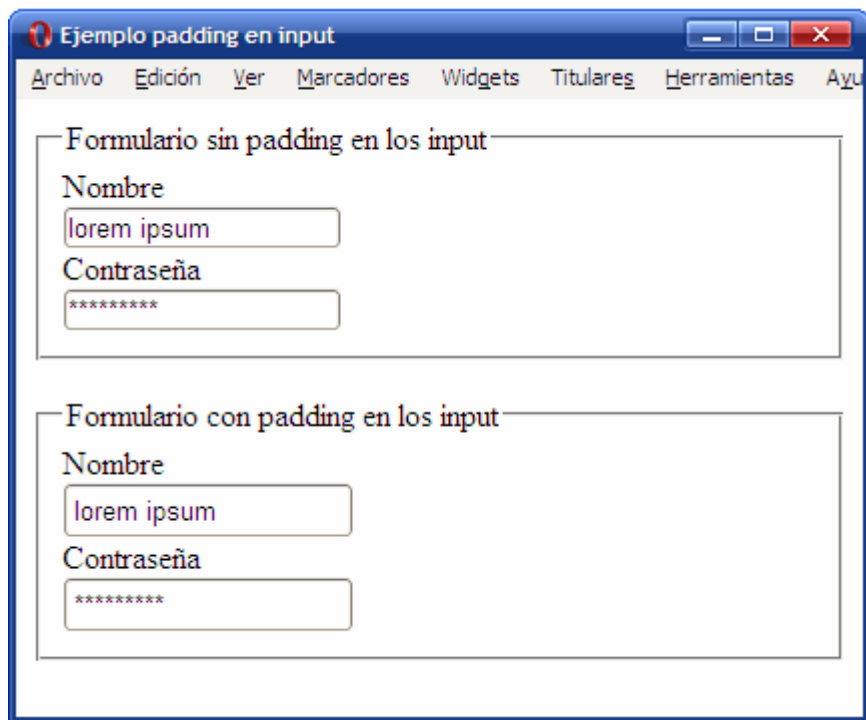 Ejemplo padding en input
Archivo Edición Ver Marcadores Widgets Titulares Herramientas Ayu
Formulario sin padding en los input
Nombre
lorem ipsum
Contraseña
*********
Formulario con padding en los input
Nombre
lorem ipsum
Contraseña
*********